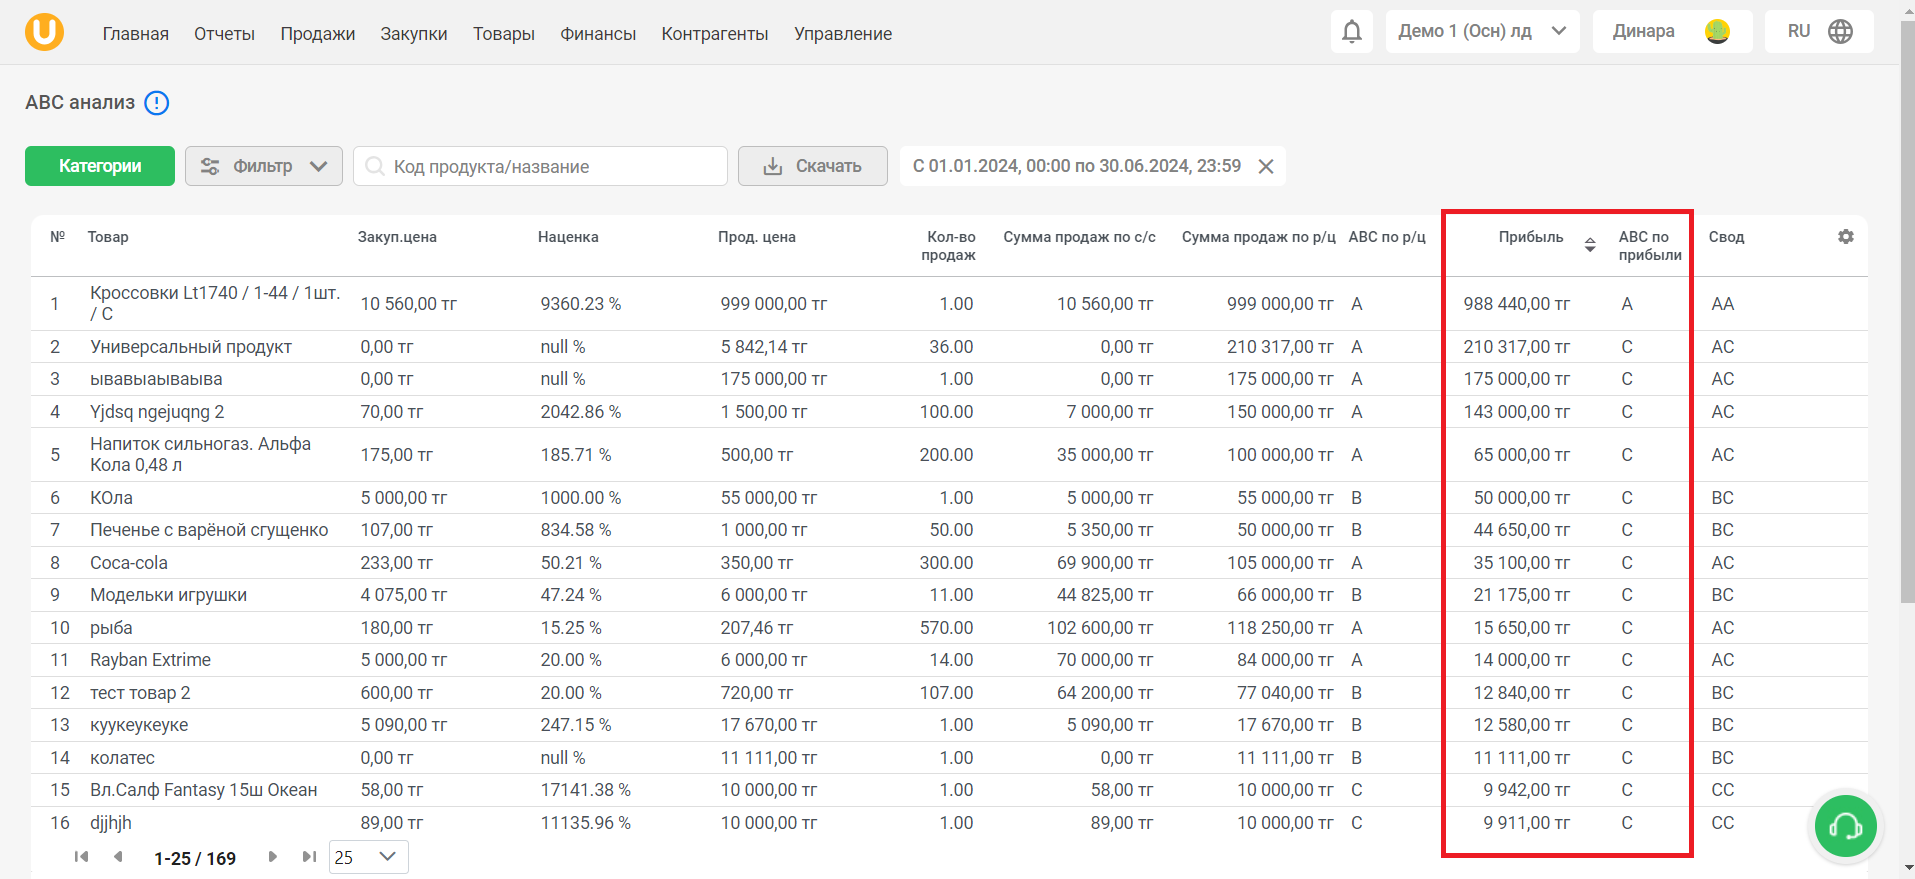 U Главная Отчеты Продажи Закупки Товары Финансы Контрагенты Управление Демо 1 (Осн) лд Динара RU
ABC анализ
Категории Фильтр Код продукта/название Скачать С 01.01.2024, 00:00 по 30.06.2024, 23:59
№ Товар Закуп.цена Наценка Прод. цена Кол-во продаж Сумма продаж по с/с Сумма продаж по р/ц ABC по р/ц Прибыль ABC по прибыли Свод
1 Кроссовки Lt1740 / 1-44 / 1шт. / С 10 560,00 тг 9360.23 % 999 000,00 тг 1.00 10 560,00 тг 999 000,00 тг A 988 440,00 тг A AA
2 Универсальный продукт 0,00 тг null % 5 842,14 тг 36.00 0,00 тг 210 317,00 тг A 210 317,00 тг C AC
3 ывавыаываыва 0,00 тг null % 175 000,00 тг 1.00 0,00 тг 175 000,00 тг A 175 000,00 тг C AC
4 Yjdsq ngejuqng 2 70,00 тг 2042.86 % 1 500,00 тг 100.00 7 000,00 тг 150 000,00 тг A 143 000,00 тг C AC
5 Напиток сильногаз. Альфа Кола 0,48 л 175,00 тг 185.71 % 500,00 тг 200.00 35 000,00 тг 100 000,00 тг A 65 000,00 тг C AC
6 КОла 5 000,00 тг 1000.00 % 55 000,00 тг 1.00 5 000,00 тг 55 000,00 тг B 50 000,00 тг C BC
7 Печенье с варёной сгущенко 107,00 тг 834.58 % 1 000,00 тг 50.00 5 350,00 тг 50 000,00 тг B 44 650,00 тг C BC
8 Coca-cola 233,00 тг 50.21 % 350,00 тг 300.00 69 900,00 тг 105 000,00 тг A 35 100,00 тг C AC
9 Модельки игрушки 4 075,00 тг 47.24 % 6 000,00 тг 11.00 44 825,00 тг 66 000,00 тг B 21 175,00 тг C BC
10 рыба 180,00 тг 15.25 % 207,46 тг 570.00 102 600,00 тг 118 250,00 тг A 15 650,00 тг C AC
11 Rayban Extrime 5 000,00 тг 20.00 % 6 000,00 тг 14.00 70 000,00 тг 84 000,00 тг A 14 000,00 тг C AC
12 тест товар 2 600,00 тг 20.00 % 720,00 тг 107.00 64 200,00 тг 77 040,00 тг B 12 840,00 тг C BC
13 куукеукеуке 5 090,00 тг 247.15 % 17 670,00 тг 1.00 5 090,00 тг 17 670,00 тг B 12 580,00 тг C BC
14 колатес 0,00 тг null % 11 111,00 тг 1.00 0,00 тг 11 111,00 тг B 11 111,00 тг C BC
15 Вл.Салф Fantasy 15ш Океан 58,00 тг 17141.38 % 10 000,00 тг 1.00 58,00 тг 10 000,00 тг C 9 942,00 тг C CC
16 djjhjh 89,00 тг 11135.96 % 10 000,00 тг 1.00 89,00 тг 10 000,00 тг C 9 911,00 тг C CC
1-25 / 169 25